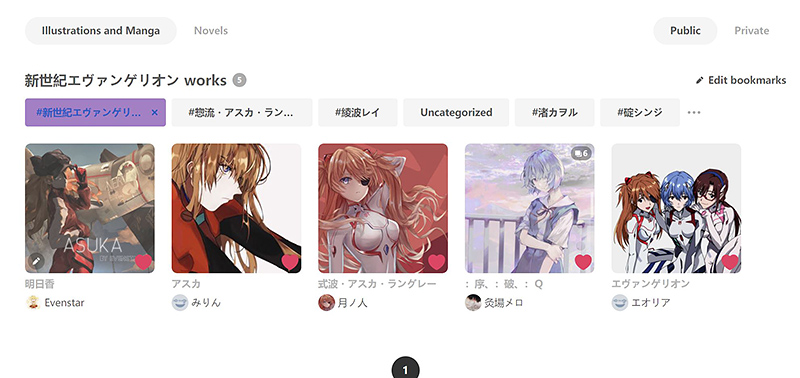 Illustrations and Manga Novels Public Private
新世紀エヴァンゲリオン works 5
Edit bookmarks
#新世紀エヴァンゲリ... × #惣流・アスカ・ラン... #綾波レイ Uncategorized #渚カヲル #碇シンジ ...
6
ASUKA
明日香 アスカ 式波・アスカ・ラングレー : 序、: 破、: Q エヴァンゲリオン
Evenstar みりん 月ノ人 灸場メロ エオリア
1